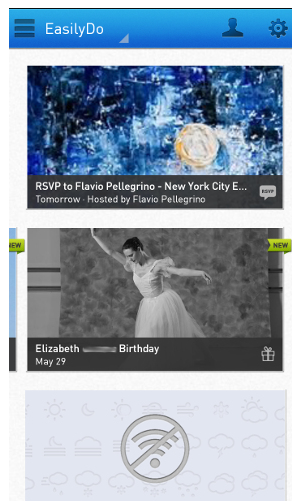 EasilyDo
RSVP to Flavio Pellegrino - New York City E...
Tomorrow · Hosted by Flavio Pellegrino
RSVP
NEW
NEW
Elizabeth Birthday
May 29